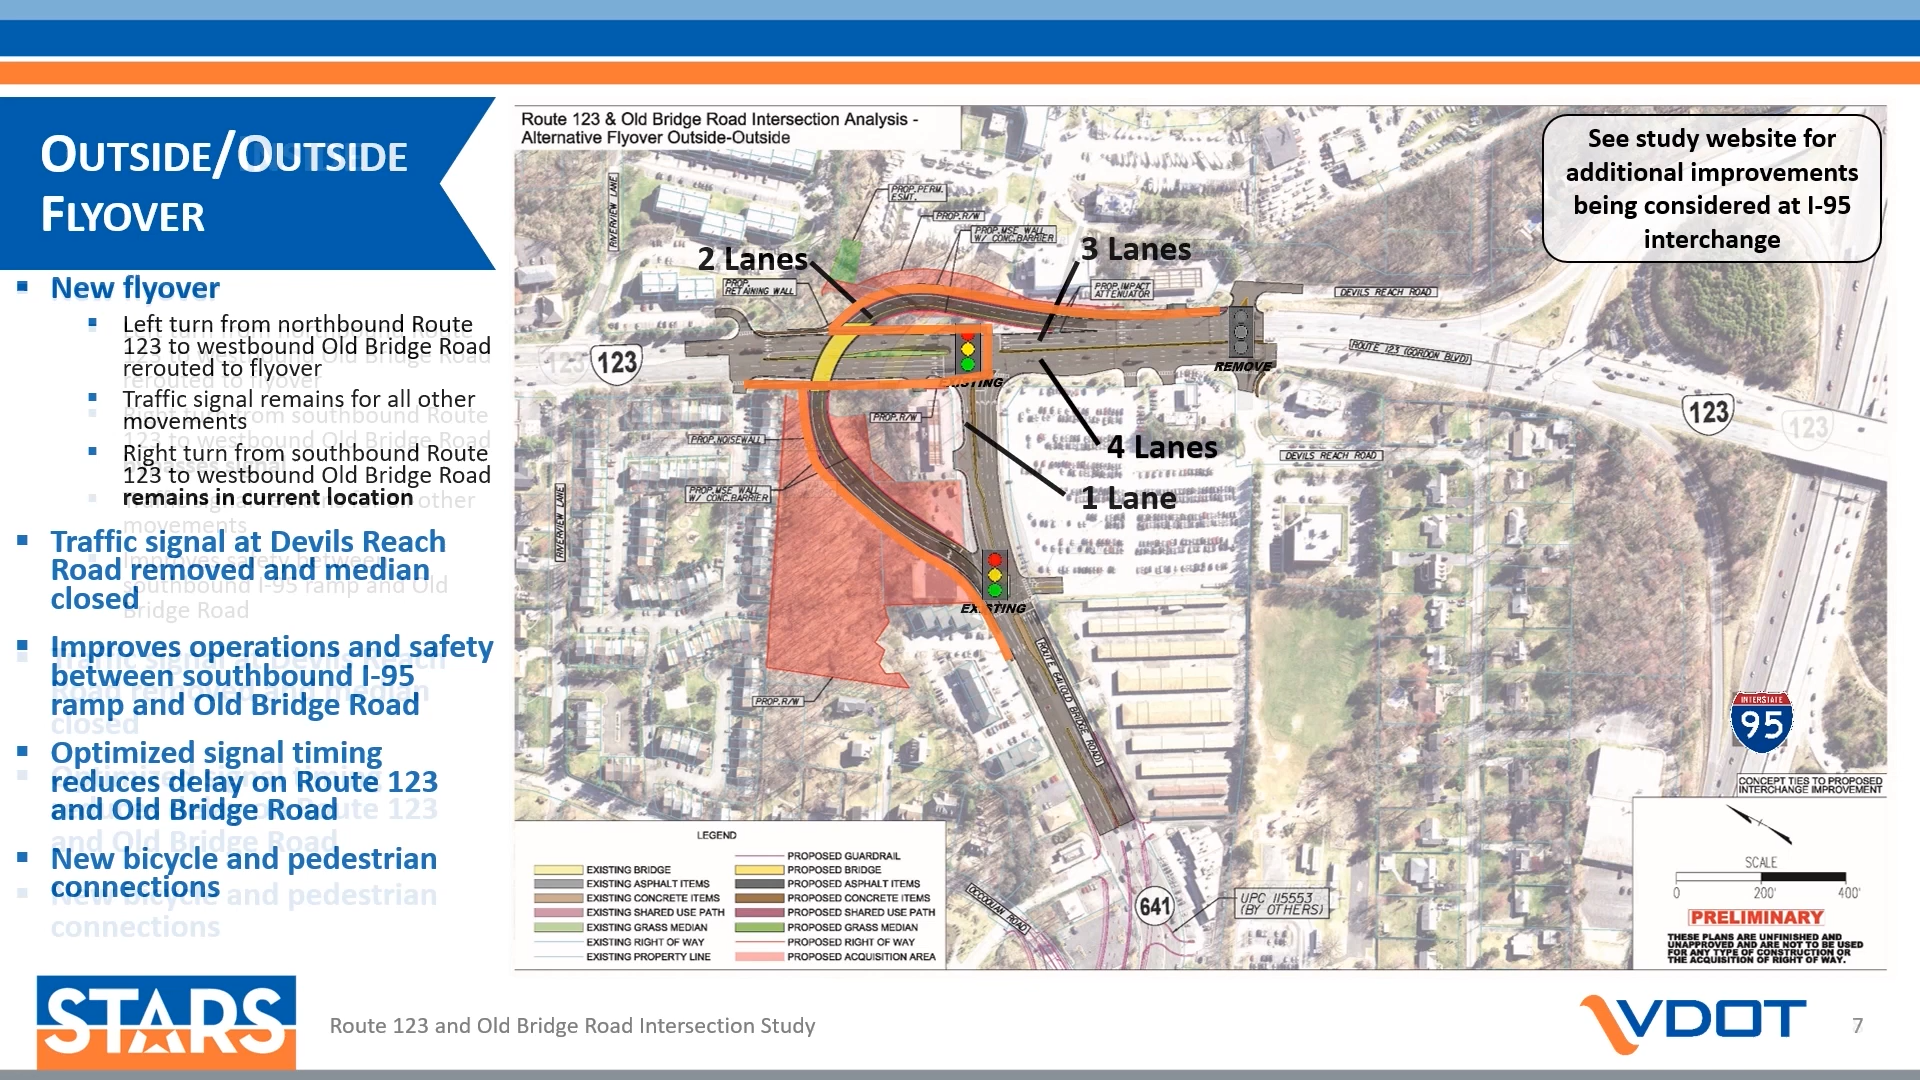 OUTSIDE/OUTSIDE
FLYOVER
▪ New flyover
▪ Left turn from northbound Route
123 to westbound Old Bridge Road
rerouted to flyover
▪ Traffic signal remains for all other
movements
▪ Right turn from southbound Route
123 to westbound Old Bridge Road
remains in current location
▪ Traffic signal at Devils Reach
Road removed and median
closed
▪ Improves operations and safety
between southbound I-95
ramp and Old Bridge Road
▪ Optimized signal timing
reduces delay on Route 123
and Old Bridge Road
▪ New bicycle and pedestrian
connections
Route 123 & Old Bridge Road Intersection Analysis -
Alternative Flyover Outside-Outside
See study website for
additional improvements
being considered at I-95
interchange
RIVERVIEW LANE
PROP. PERM.
ESMT.
PROP. R/W
PROP. MSE WALL
W/ CONC. BARRIER
2 Lanes
3 Lanes
PROP.
RETAINING WALL
PROP. IMPACT
ATTENUATOR
DEVILS REACH ROAD
123
123
EXISTING
REMOVE
ROUTE 123 (GORDON BLVD)
123
123
PROP. R/W
PROP. NOISEWALL
4 Lanes
DEVILS REACH ROAD
PROP. MSE WALL
W/ CONC. BARRIER
1 Lane
RIVERVIEW LANE
EXISTING
PROP. R/W
ROUTE 641 (OLD BRIDGE ROAD)
INTERSTATE
95
CONCEPT TIES TO PROPOSED
INTERCHANGE IMPROVEMENT
LEGEND
EXISTING BRIDGE
EXISTING ASPHALT ITEMS
EXISTING CONCRETE ITEMS
EXISTING SHARED USE PATH
EXISTING GRASS MEDIAN
EXISTING RIGHT OF WAY
EXISTING PROPERTY LINE
PROPOSED GUARDRAIL
PROPOSED BRIDGE
PROPOSED ASPHALT ITEMS
PROPOSED CONCRETE ITEMS
PROPOSED SHARED USE PATH
PROPOSED GRASS MEDIAN
PROPOSED RIGHT OF WAY
PROPOSED ACQUISITION AREA
OCCOQUAN ROAD
641
UPC 115553
(BY OTHERS)
SCALE
0 200' 400'
PRELIMINARY
THESE PLANS ARE UNFINISHED AND
UNAPPROVED AND ARE NOT TO BE USED
FOR ANY TYPE OF CONSTRUCTION OR
THE ACQUISITION OF RIGHT OF WAY.
STARS
Route 123 and Old Bridge Road Intersection Study
VDOT
7